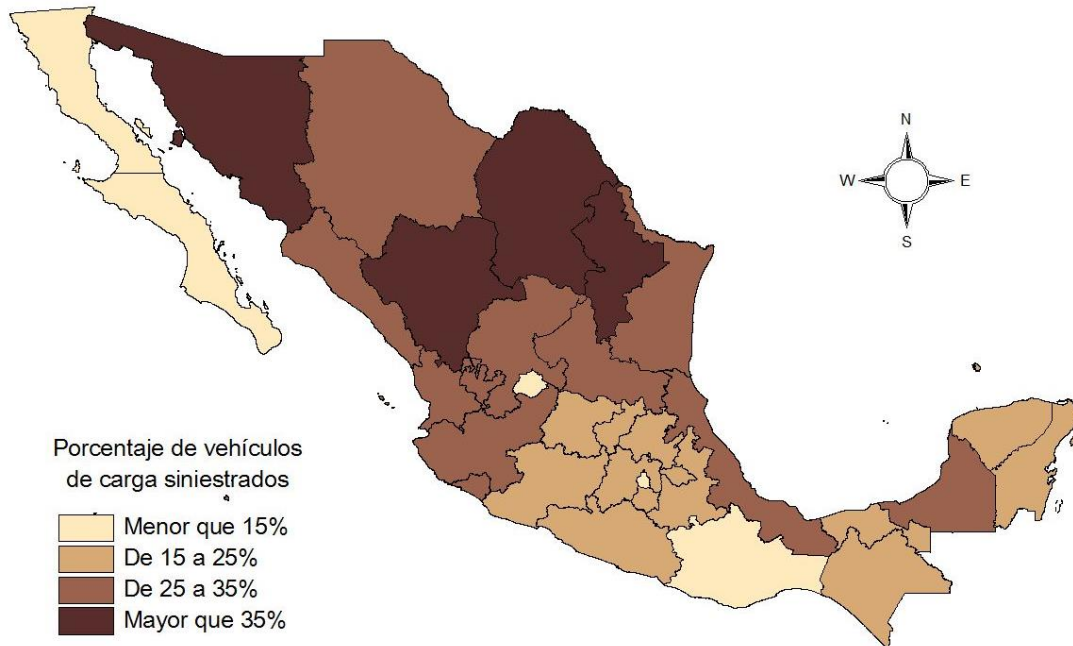 N
W E
S
Porcentaje de vehículos
de carga siniestrados
Menor que 15%
De 15 a 25%
De 25 a 35%
Mayor que 35%